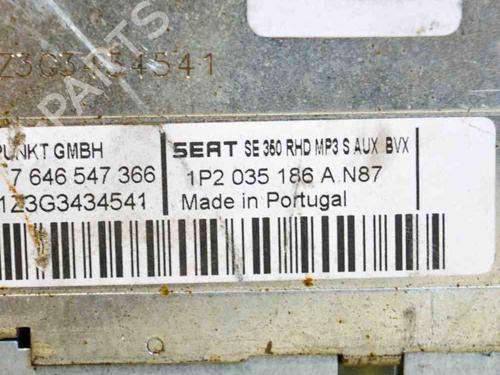 Z3G3434541
PUNKT GMBH
7 646 547 366
1Z3G3434541
SEAT SE 350 RHD MP3 S AUX BVX
1P2 035 186 A N87
Made in Portugal
B-PARTS